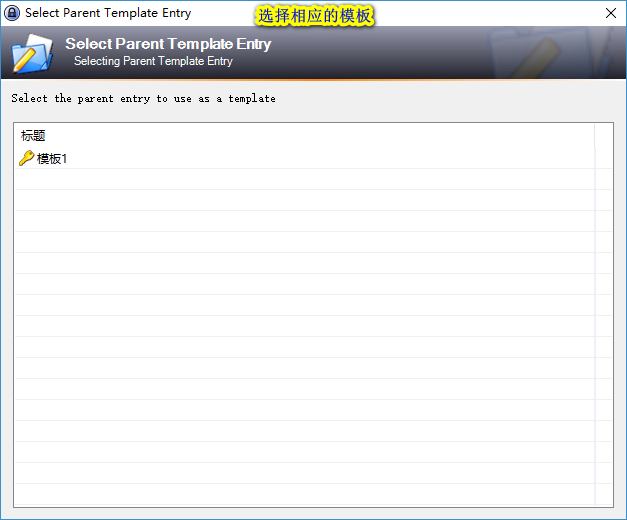 Select Parent Template Entry
选择相应的模板
Select Parent Template Entry
Selecting Parent Template Entry
Select the parent entry to use as a template
标题
模板1